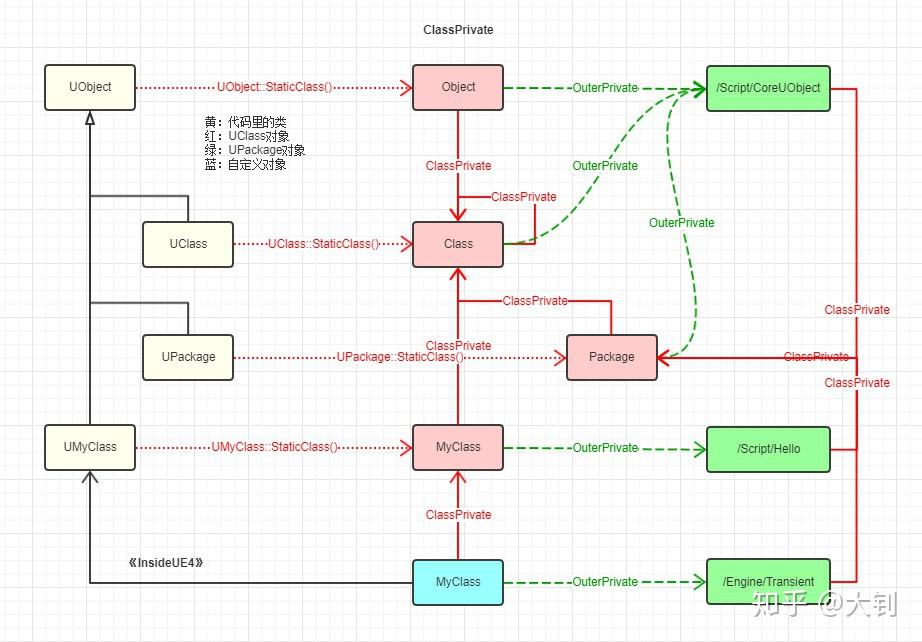 ClassPrivate
UObject
UObject::StaticClass()
Object
OuterPrivate
/Script/CoreUObject
黄：代码里的类
红：UClass对象
绿：UPackage对象
蓝：自定义对象
ClassPrivate
OuterPrivate
ClassPrivate
OuterPrivate
UClass
UClass::StaticClass()
Class
ClassPrivate
ClassPrivate
ClassPrivate
UPackage
UPackage::StaticClass()
Package
ClassPrivate
ClassPrivate
UMyClass
UMyClass::StaticClass()
MyClass
OuterPrivate
/Script/Hello
ClassPrivate
《InsideUE4》
MyClass
OuterPrivate
/Engine/Transient
知乎 @大钊